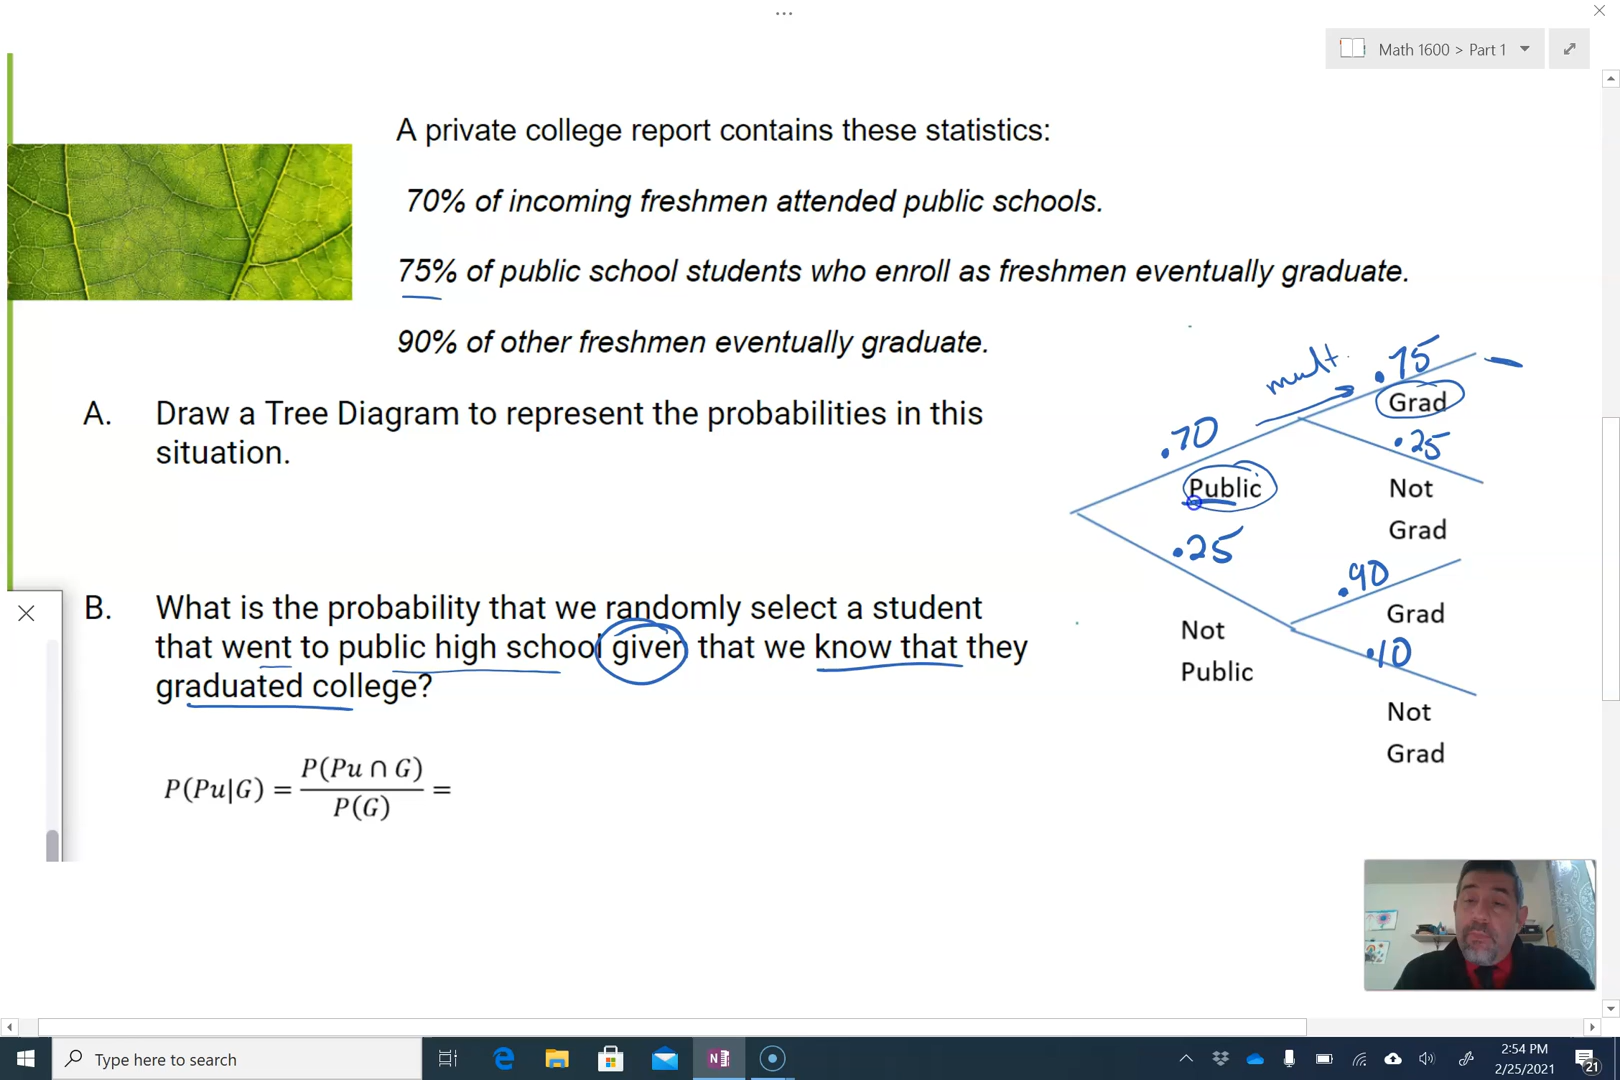 Math 1600 > Part 1
A private college report contains these statistics:
70% of incoming freshmen attended public schools.
75% of public school students who enroll as freshmen eventually graduate.
90% of other freshmen eventually graduate.
A. Draw a Tree Diagram to represent the probabilities in this
situation.
mult.
.75
Grad
.70
.25
Public
Not
Grad
.25
.90
Grad
Not
Public
.10
Not
Grad
B. What is the probability that we randomly select a student
that went to public high school given that we know that they
graduated college?
P(Pu|G) = P(Pu ∩ G)
P(G) =
Type here to search
N
2:54 PM
2/25/2021
21